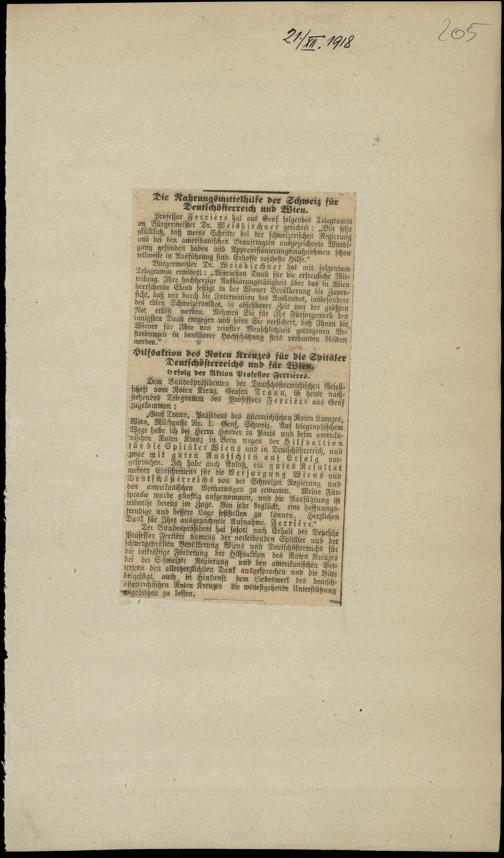 21./XII. 1918
205
Die Nahrungsmittelhilfe der Schweiz für
Deutschösterreich und Wien.
Professor Ferrière hat aus Genf folgendes Telegramm
an Bürgermeister Dr. Weiskirchner gerichtet: „Bin sehr
glücklich, daß meine Schritte bei der schweizerischen Regierung
und bei den amerikanischen Beauftragten ausgezeichnete Würdi-
gung gefunden haben und Approvisionierungsmaßnahmen schon
teilweise in Ausführung sind. Erhoffe rascheste Hilfe.“
Bürgermeister Dr. Weiskirchner hat mit folgendem
Telegramm erwidert: „Wärmsten Dank für die erfreuliche Mit-
teilung. Ihre hochherzige Aufklärungstätigkeit über das in Wien
herrschende Elend festigt in der Wiener Bevölkerung die Zuver-
sicht, daß wir durch die Intervention des Auslandes, insbesondere
des edlen Schweizervolkes, in absehbarer Zeit von der größten
Not erlöst werden. Nehmen Sie für Ihr Fürsorgewerk den
innigsten Dank entgegen und seien Sie versichert, daß Ihnen die
Wiener für Ihre von reinster Menschlichkeit getragenen Be-
strebungen in dankbarer Hochschätzung stets verbunden bleiben
werden.“
Hilfsaktion des Roten Kreuzes für die Spitäler
Deutschösterreichs und für Wien.
Erfolg der Aktion Professor Ferrières.
Dem Bundespräsidenten der Deutschösterreichischen Gesell-
schaft vom Roten Kreuz, Grafen Traun, ist heute nach-
stehendes Telegramm des Professors Ferrière aus Genf
zugekommen:
„Graf Traun, Präsident des österreichischen Roten Kreuzes,
Wien, Milchgasse Nr. 1. Genf, Schweiz. Auf telegraphischem
Wege habe ich bei Herrn Hoover in Paris und beim amerika-
nischen Roten Kreuz in Bern wegen der Hilfsaktion
für die Spitäler Wiens und in Deutschösterreich, und
zwar mit guten Aussichten auf Erfolg vor-
gesprochen. Ich habe auch Anlaß, ein gutes Resultat
meines Einschreitens für die Versorgung Wiens und
Deutschösterreichs von der Schweizer Regierung und
den amerikanischen Vertretungen zu erwarten. Meine Für-
sprache wurde günstig aufgenommen, und die Ausführung ist
teilweise bereits im Zuge. Bin sehr beglückt, eine hoffnungs-
freudige und bessere Lage feststellen zu können. Herzlichen
Dank für Ihre ausgezeichnete Aufnahme. Ferrière.“
Der Bundespräsident hat sofort nach Erhalt der Depesche
Professor Ferrière namens der notleidenden Spitäler und der
schwergeprüften Bevölkerung Wiens und Deutschösterreichs für
die tatkräftige Förderung der Hilfsaktion des Roten Kreuzes
bei der Schweizer Regierung und den amerikanischen Ver-
tretern den allerherzlichsten Dank ausgesprochen und die Bitte
beigefügt, auch in Hinkunft dem Liebeswerk des deutsch-
österreichischen Roten Kreuzes die weitestgehende Unterstützung
angedeihen zu lassen.